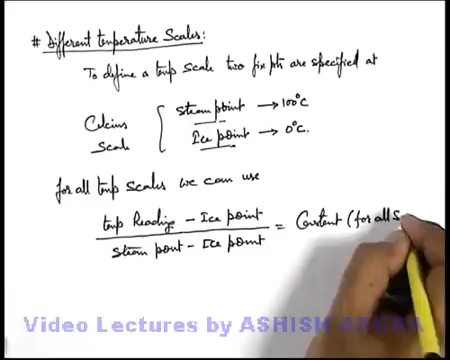 # Different temperature Scales:
To define a temp scale two fix pts are specified at
Celcius Scale
Steam point → 100°C
Ice point → 0°C.
for all temp scales we can use
temp Reading - Ice point
Steam point - Ice point
= Constant (for all S
Video Lectures by ASHISH ARORA